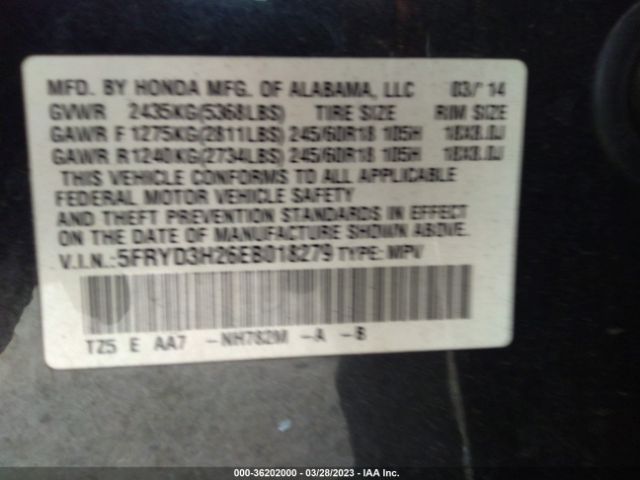 MFD. BY HONDA MFG. OF ALABAMA, LLC 03/'14
GVWR 2435KG(5368LBS) TIRE SIZE RIM SIZE
GAWR F 1275KG(2811LBS) 245/60R18 105H 18X8.0J
GAWR R 1240KG(2734LBS) 245/60R18 105H 18X8.0J
THIS VEHICLE CONFORMS TO ALL APPLICABLE
FEDERAL MOTOR VEHICLE SAFETY
AND THEFT PREVENTION STANDARDS IN EFFECT
ON THE DATE OF MANUFACTURE SHOWN ABOVE.
V.I.N.: 5FRYD3H26EB018279 TYPE: MPV
TZ5 E AA7 -NH782M -A -B
000-36202000 - 03/28/2023 - IAA Inc.